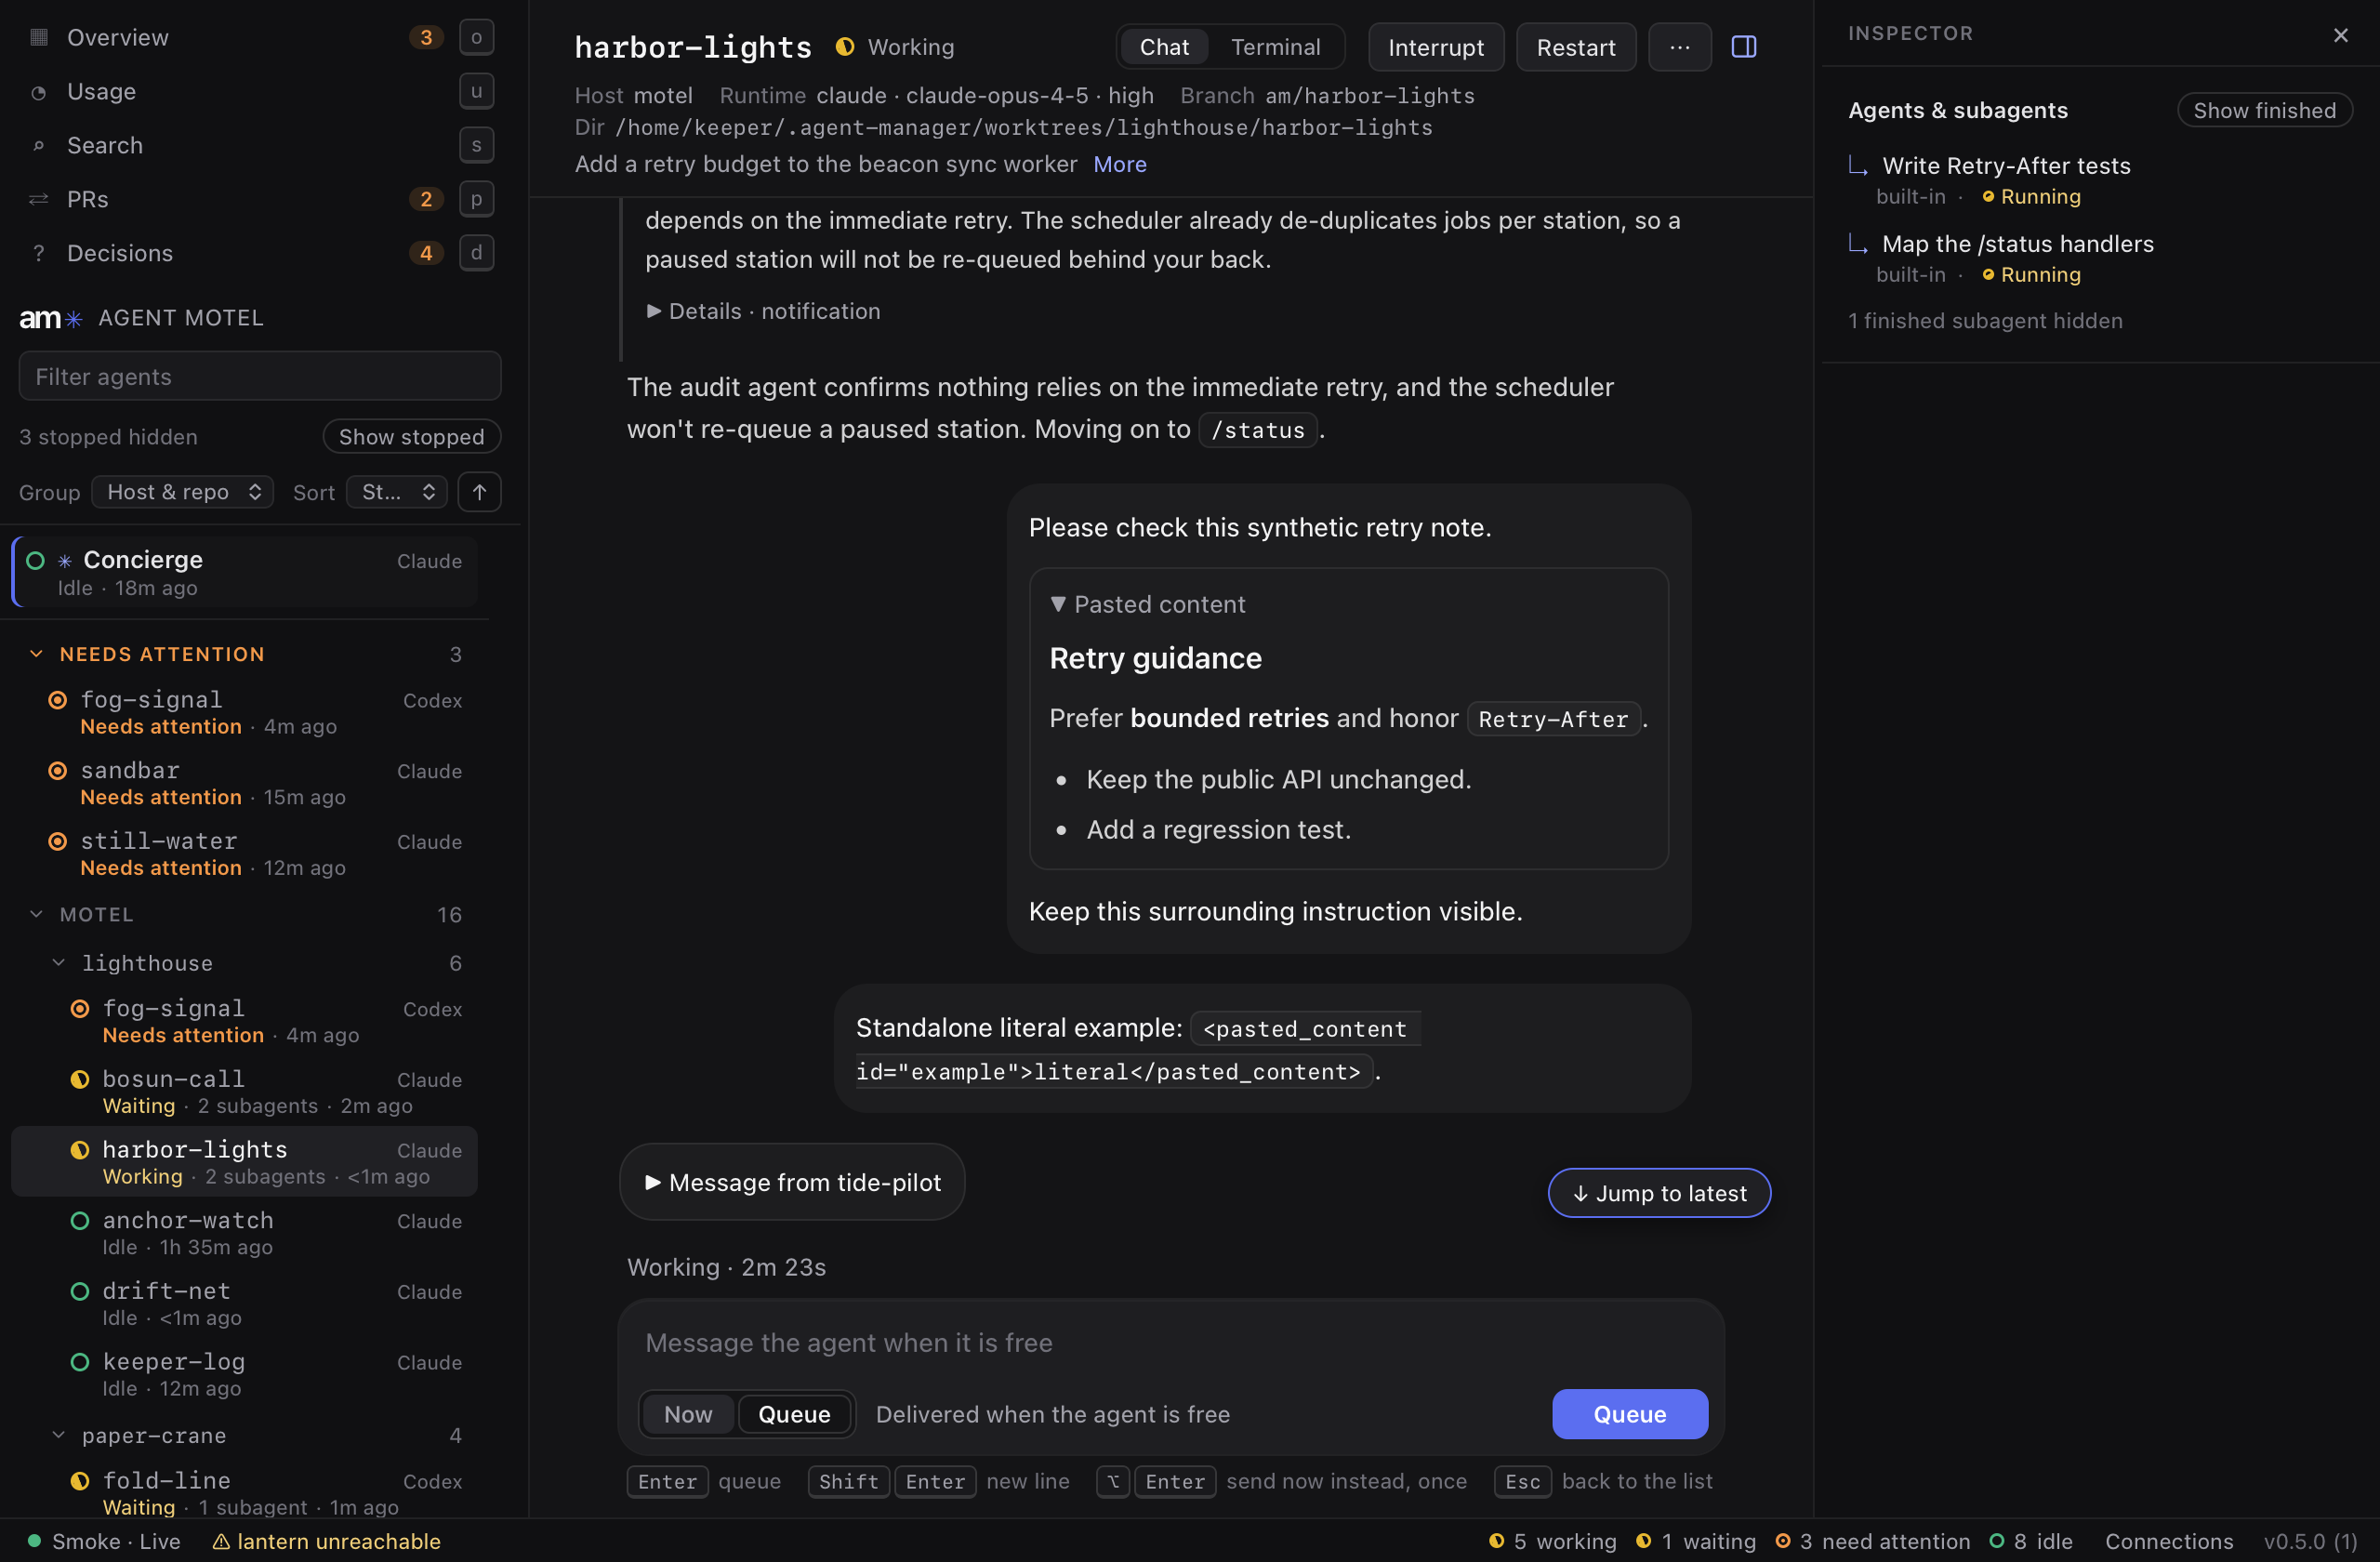 Overview 3 o
Usage u
Search s
PRs 2 p
? Decisions 4 d
am AGENT MOTEL
Filter agents
3 stopped hidden Show stopped
Group Host & repo Sort St... ↑
Concierge Claude
Idle · 18m ago
NEEDS ATTENTION 3
fog-signal Codex
Needs attention · 4m ago
sandbar Claude
Needs attention · 15m ago
still-water Claude
Needs attention · 12m ago
MOTEL 16
lighthouse 6
fog-signal Codex
Needs attention · 4m ago
bosun-call Claude
Waiting · 2 subagents · 2m ago
harbor-lights Claude
Working · 2 subagents · <1m ago
anchor-watch Claude
Idle · 1h 35m ago
drift-net Claude
Idle · <1m ago
keeper-log Claude
Idle · 12m ago
paper-crane 4
fold-line Codex
Waiting · 1 subagent · 1m ago
harbor-lights Working Chat Terminal Interrupt Restart ···
Host motel Runtime claude · claude-opus-4-5 · high Branch am/harbor-lights
Dir /home/keeper/.agent-manager/worktrees/lighthouse/harbor-lights
Add a retry budget to the beacon sync worker More
depends on the immediate retry. The scheduler already de-duplicates jobs per station, so a
paused station will not be re-queued behind your back.
▶ Details · notification
The audit agent confirms nothing relies on the immediate retry, and the scheduler
won't re-queue a paused station. Moving on to /status.
Please check this synthetic retry note.
▼ Pasted content
Retry guidance
Prefer bounded retries and honor Retry-After.
• Keep the public API unchanged.
• Add a regression test.
Keep this surrounding instruction visible.
Standalone literal example: <pasted_content
id="example">literal</pasted_content>.
▶ Message from tide-pilot
↓ Jump to latest
Working · 2m 23s
Message the agent when it is free
Now Queue Delivered when the agent is free Queue
Enter queue Shift Enter new line ⌥ Enter send now instead, once Esc back to the list
INSPECTOR ×
Agents & subagents Show finished
Write Retry-After tests
built-in · Running
Map the /status handlers
built-in · Running
1 finished subagent hidden
Smoke · Live ⚠ lantern unreachable 5 working 1 waiting 3 need attention 8 idle Connections v0.5.0 (1)